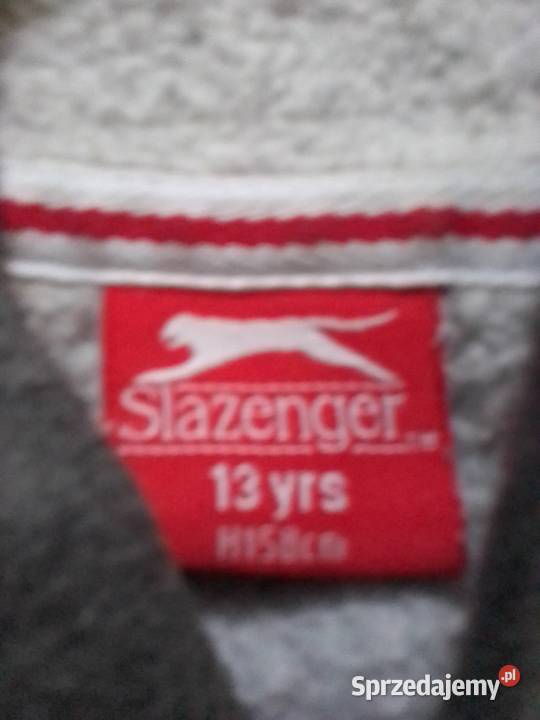 Slazenger
13 yrs
H158cm
Sprzedajemy.pl